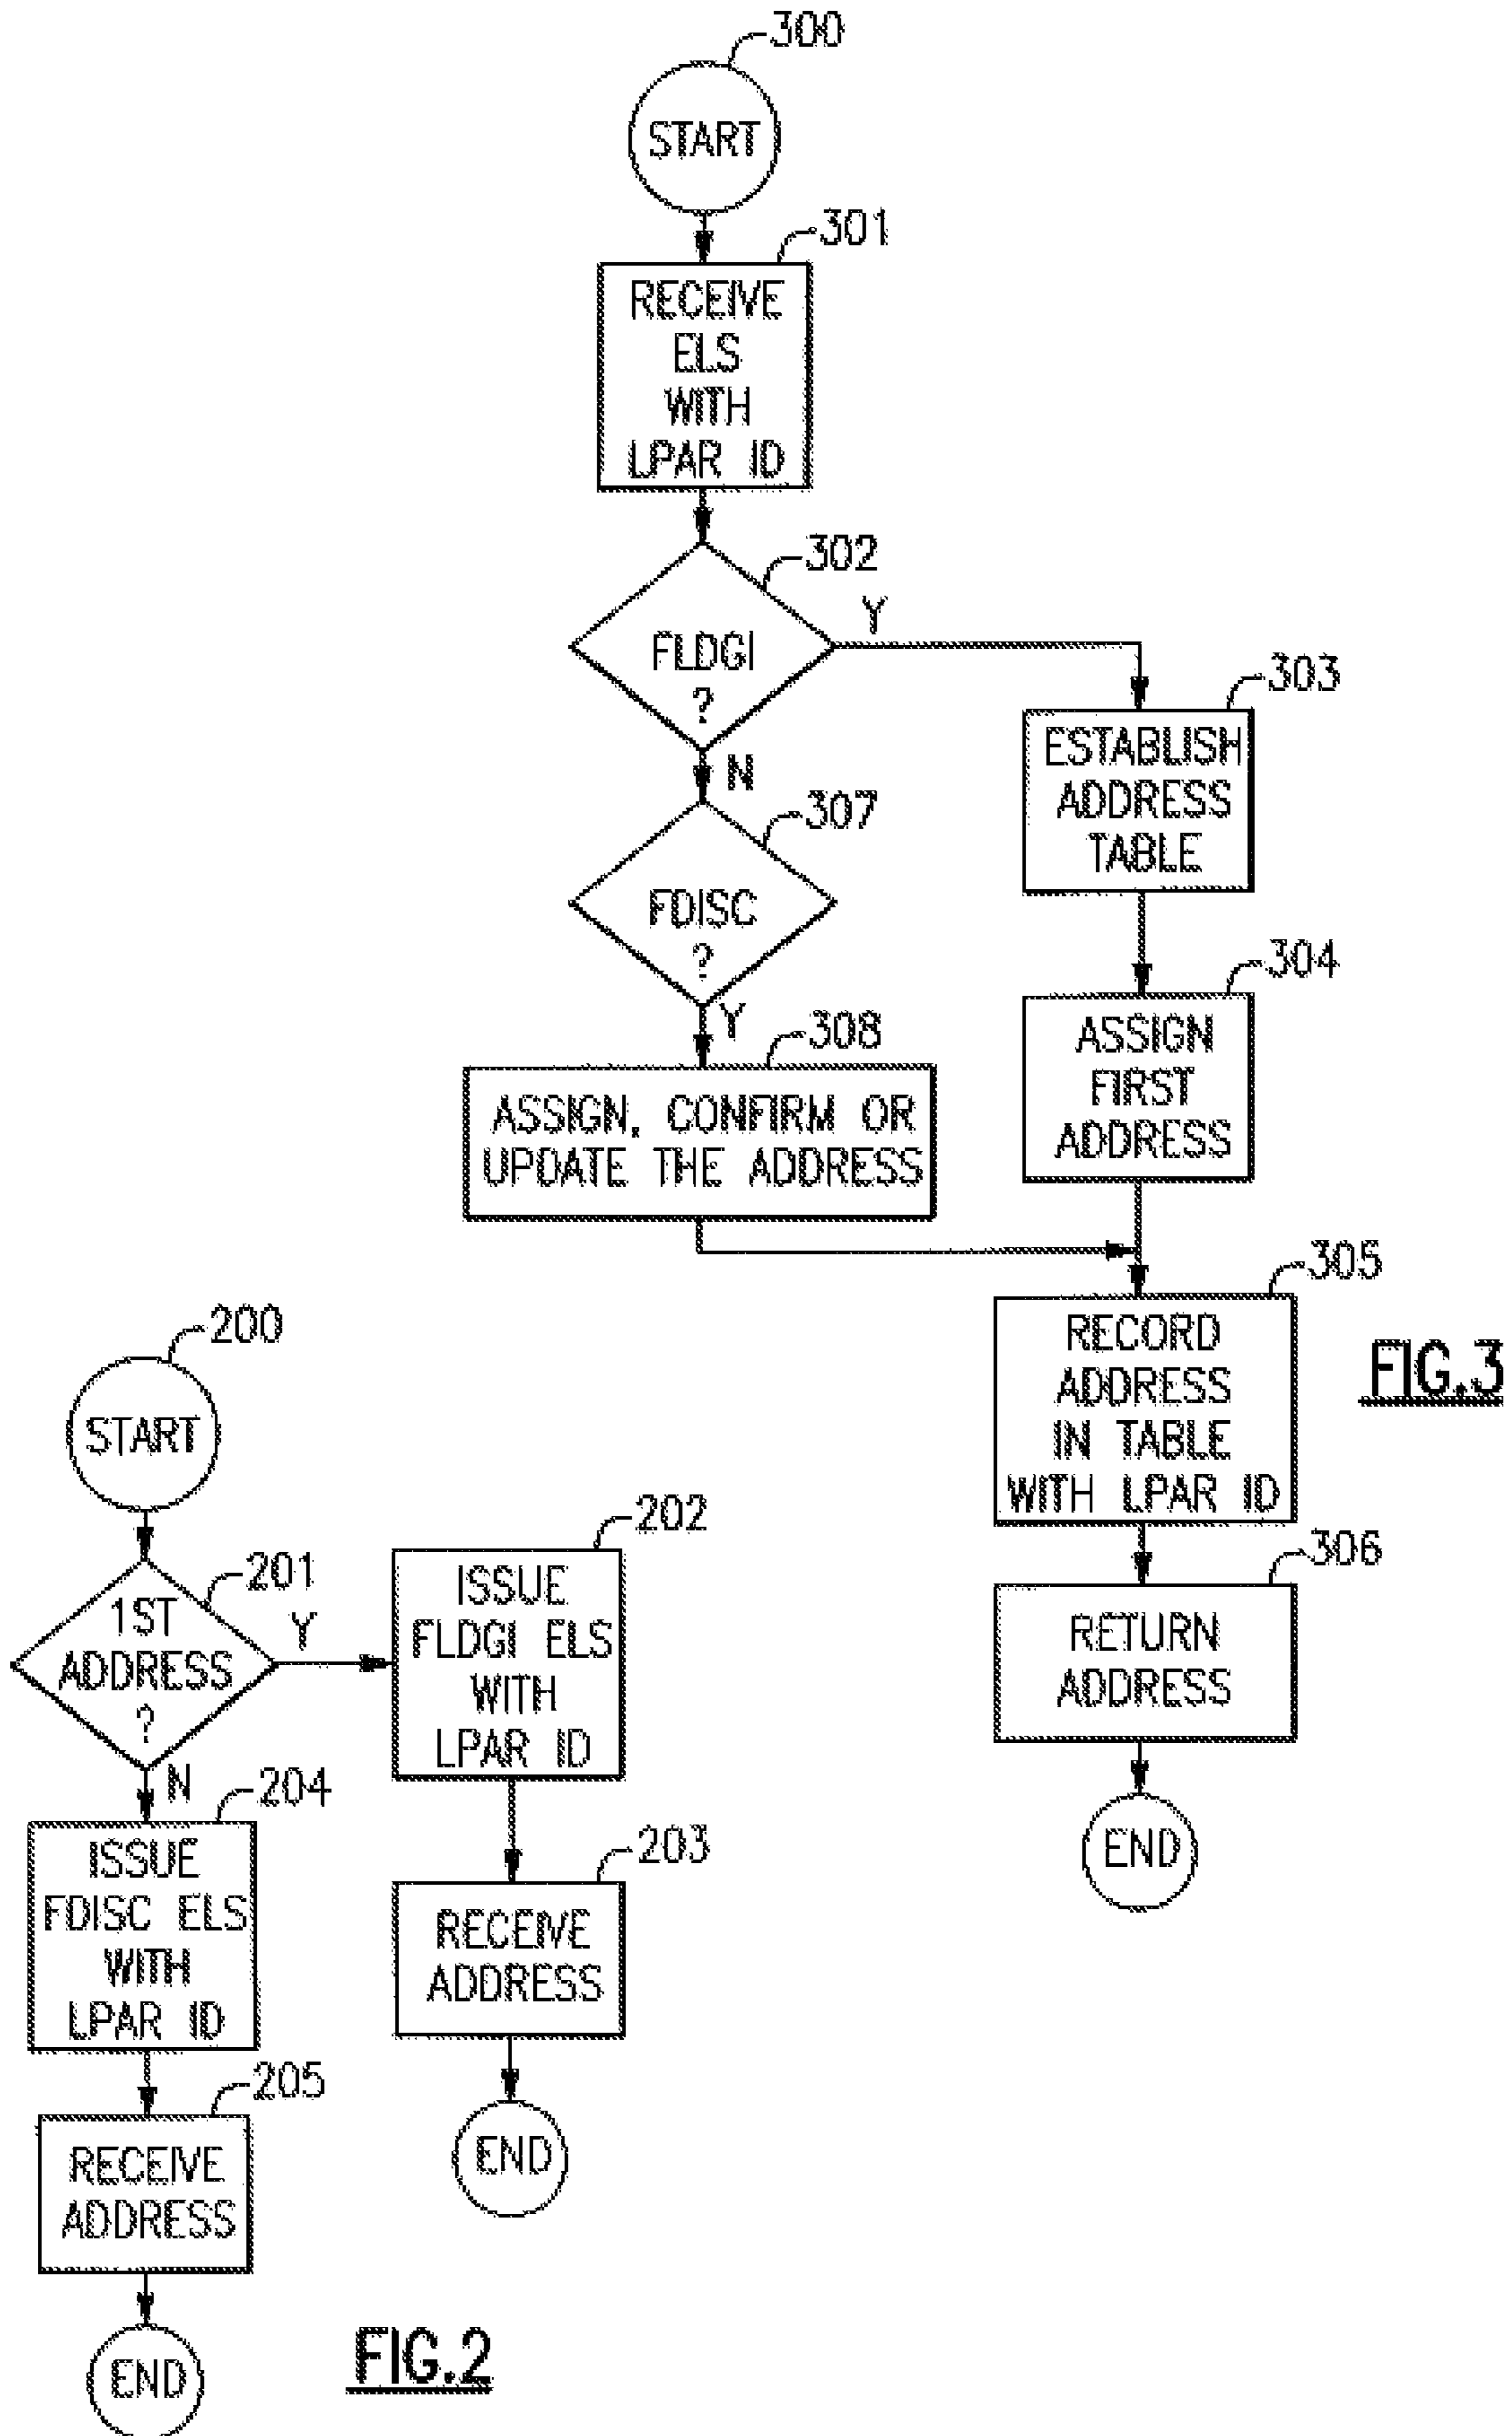 300
START
301
RECEIVE
ELS
WITH
LPAR ID
302
FLDGI
?
Y
N
303
ESTABLISH
ADDRESS
TABLE
307
FDISC
?
Y
304
ASSIGN
FIRST
ADDRESS
308
ASSIGN, CONFIRM OR
UPDATE THE ADDRESS
305
RECORD
ADDRESS
IN TABLE
WITH LPAR ID
306
RETURN
ADDRESS
END
FIG.3
200
START
201
1ST
ADDRESS
?
Y
N
202
ISSUE
FLDGI ELS
WITH
LPAR ID
203
RECEIVE
ADDRESS
END
204
ISSUE
FDISC ELS
WITH
LPAR ID
205
RECEIVE
ADDRESS
END
FIG.2